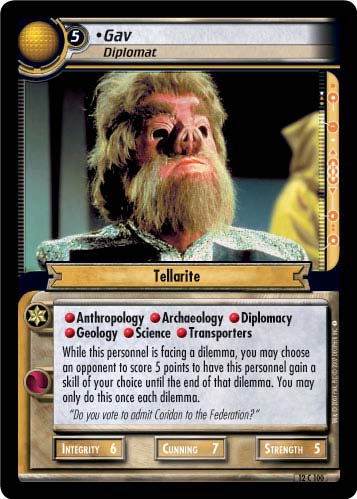 5 • Gav
Diplomat
Tellarite
• Anthropology • Archaeology • Diplomacy
• Geology • Science • Transporters
While this personnel is facing a dilemma, you may choose
an opponent to score 5 points to have this personnel gain a
skill of your choice until the end of that dilemma. You may
only do this once each dilemma.
"Do you vote to admit Coridan to the Federation?"
INTEGRITY 6 CUNNING 7 STRENGTH 5
12 C 100